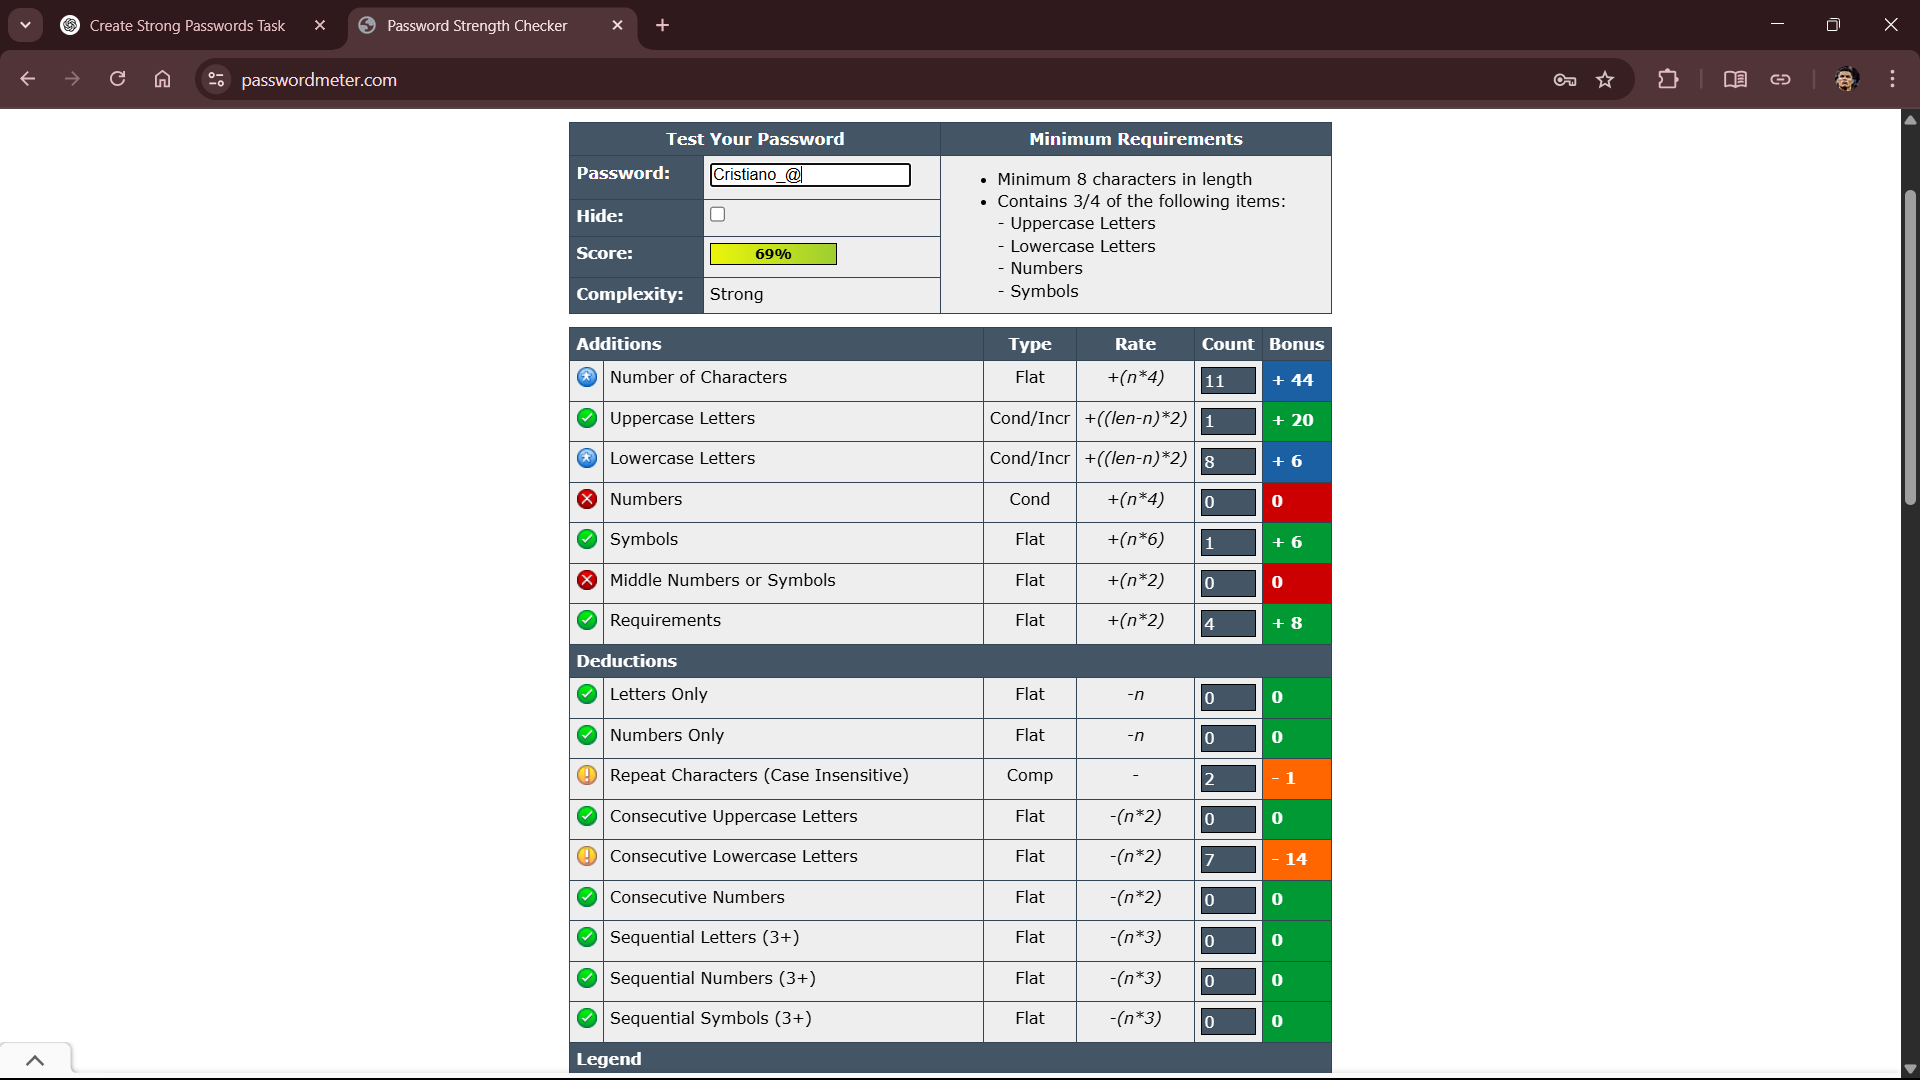 Create Strong Passwords Task
Password Strength Checker
passwordmeter.com
Test Your Password
Minimum Requirements
Password:
Cristiano_@
Hide:
Score:
69%
Complexity:
Strong
• Minimum 8 characters in length
• Contains 3/4 of the following items:
- Uppercase Letters
- Lowercase Letters
- Numbers
- Symbols
Additions Type Rate Count Bonus
Number of Characters Flat +(n*4) 11 + 44
Uppercase Letters Cond/Incr +((len-n)*2) 1 + 20
Lowercase Letters Cond/Incr +((len-n)*2) 8 + 6
Numbers Cond +(n*4) 0 0
Symbols Flat +(n*6) 1 + 6
Middle Numbers or Symbols Flat +(n*2) 0 0
Requirements Flat +(n*2) 4 + 8
Deductions
Letters Only Flat -n 0 0
Numbers Only Flat -n 0 0
Repeat Characters (Case Insensitive) Comp - 2 - 1
Consecutive Uppercase Letters Flat -(n*2) 0 0
Consecutive Lowercase Letters Flat -(n*2) 7 - 14
Consecutive Numbers Flat -(n*2) 0 0
Sequential Letters (3+) Flat -(n*3) 0 0
Sequential Numbers (3+) Flat -(n*3) 0 0
Sequential Symbols (3+) Flat -(n*3) 0 0
Legend